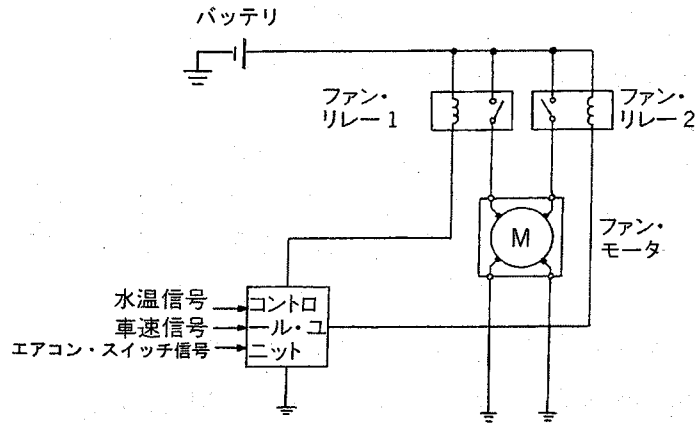 バッテリ
ファン・
リレー1
ファン・
リレー2
M
ファン・
モータ
水温信号
車速信号
エアコン・スイッチ信号
コントロ
ール・ユ
ニット